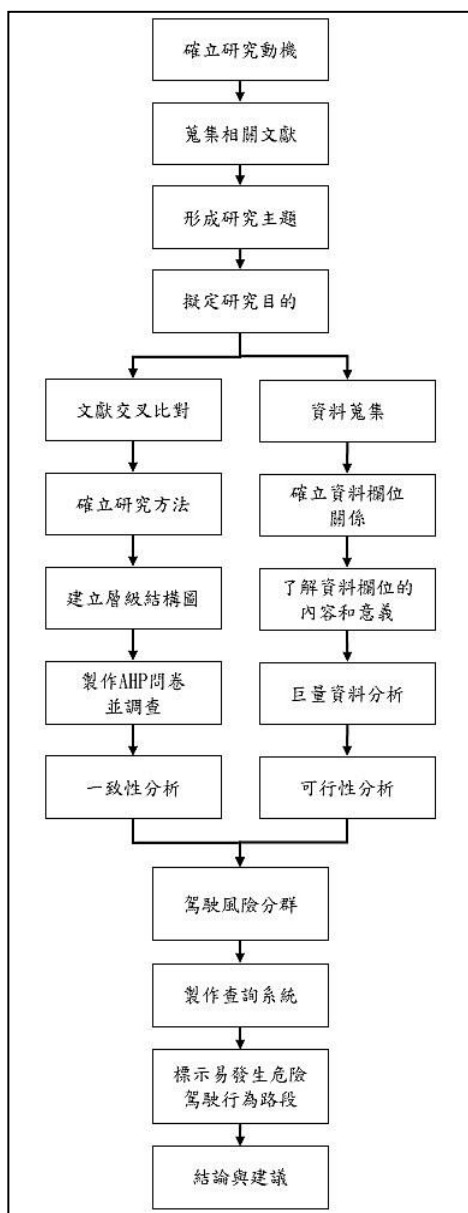 確立研究動機
蒐集相關文獻
形成研究主題
擬定研究目的
文獻交叉比對
確立研究方法
建立層級結構圖
製作AHP問卷
並調查
一致性分析
資料蒐集
確立資料欄位
關係
了解資料欄位的
內容和意義
巨量資料分析
可行性分析
駕駛風險分群
製作查詢系統
標示易發生危險
駕駛行為路段
結論與建議